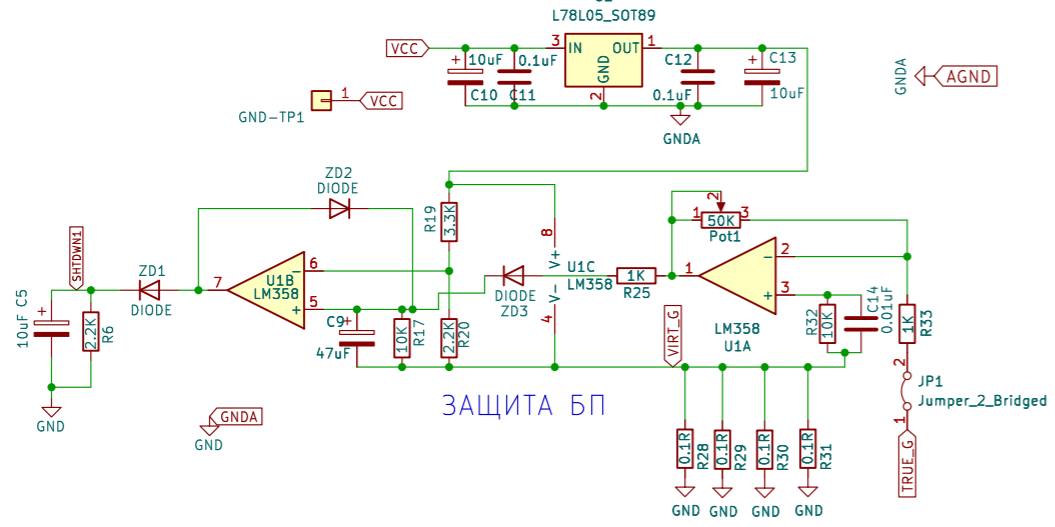 L78L05_SOT89
VCC
3
IN
OUT
1
GND
2
+
10uF
0.1uF
C10
C11
C12
0.1uF
+
C13
10uF
GNDA
GNDA
AGND
GND-TP1
1
VCC
ZD2
DIODE
R19
3.3K
8
V+
U1C
LM358
V-
4
2
1
50K
3
Pot1
SHTDWN1
ZD1
DIODE
7
U1B
LM358
-
6
+
5
DIODE
ZD3
1K
R25
1
-
2
+
3
LM358
U1A
10uF C5
+
2.2K
R6
GND
C9
+
47uF
10K
R17
2.2K
R20
VIRT_G
R32
10K
C14
0.01uF
1K
R33
2
JP1
Jumper_2_Bridged
1
TRUE_G
ЗАЩИТА БП
GNDA
GND
0.1R
R28
0.1R
R29
0.1R
R30
0.1R
R31
GND
GND
GND
GND